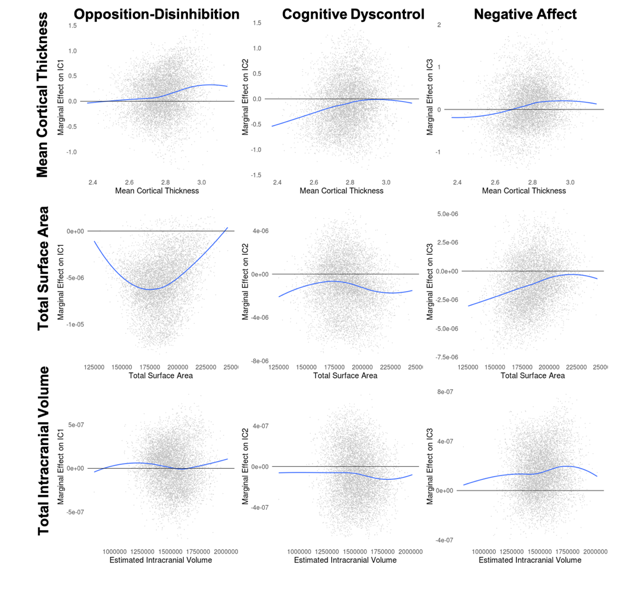 Opposition-Disinhibition Cognitive Dyscontrol Negative Affect
Mean Cortical Thickness
Marginal Effect on IC1
1.5
1.0
0.5
0.0
-0.5
-1.0
2.4 2.6 2.8 3.0
Mean Cortical Thickness
Marginal Effect on IC2
1.5
1.0
0.5
0.0
-0.5
-1.0
-1.5
2.4 2.6 2.8 3.0
Mean Cortical Thickness
Marginal Effect on IC3
2
1
0
-1
2.4 2.6 2.8 3.0
Mean Cortical Thickness
Total Surface Area
Marginal Effect on IC1
0e+00
-5e-06
-1e-05
125000 150000 175000 200000 225000 2500
Total Surface Area
Marginal Effect on IC2
4e-06
0e+00
-4e-06
-8e-06
125000 150000 175000 200000 225000 2500
Total Surface Area
Marginal Effect on IC3
5.0e-06
2.5e-06
0.0e+00
-2.5e-06
-5.0e-06
-7.5e-06
125000 150000 175000 200000 225000 2500
Total Surface Area
Total Intracranial Volume
Marginal Effect on IC1
5e-07
0e+00
-5e-07
1000000 1250000 1500000 1750000 2000000
Estimated Intracranial Volume
Marginal Effect on IC2
4e-07
0e+00
-4e-07
1000000 1250000 1500000 1750000 2000000
Estimated Intracranial Volume
Marginal Effect on IC3
8e-07
4e-07
0e+00
-4e-07
1000000 1250000 1500000 1750000 2000000
Estimated Intracranial Volume